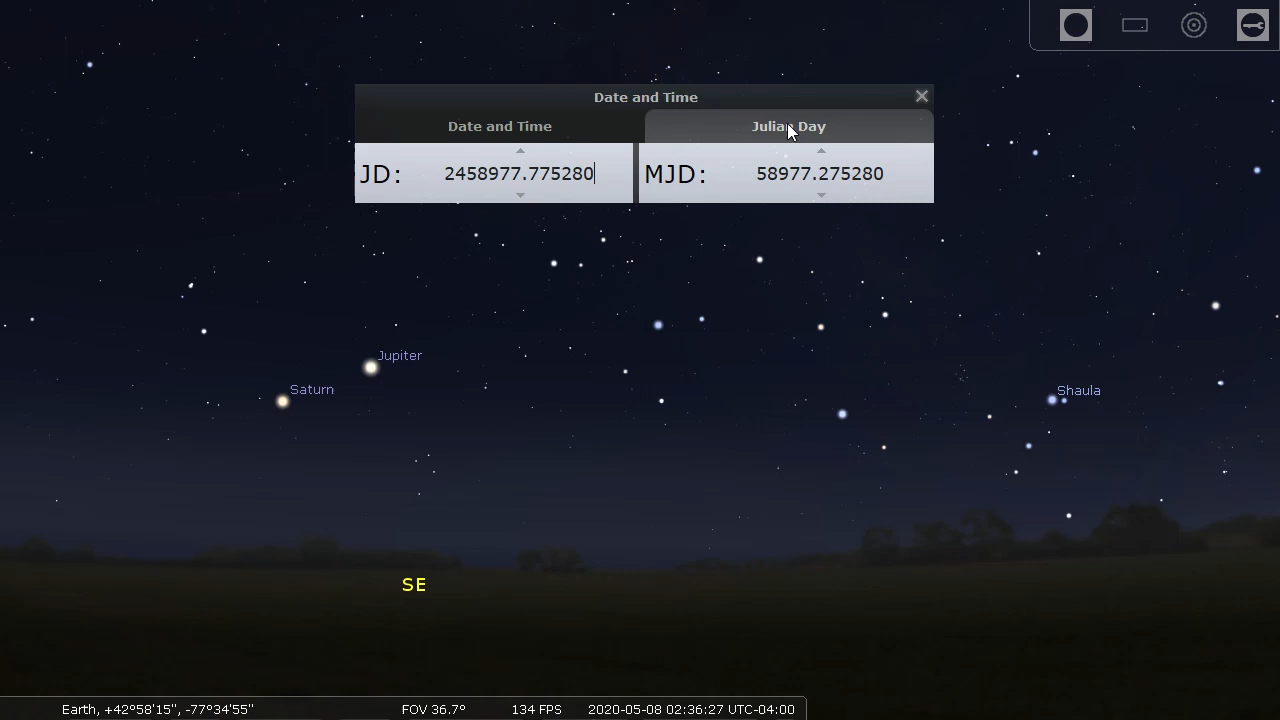 Date and Time
Date and Time Julian Day
JD: 2458977.775280 MJD: 58977.275280
Jupiter
Saturn
Shaula
SE
Earth, +42°58'15", -77°34'55" FOV 36.7° 134 FPS 2020-05-08 02:36:27 UTC-04:00